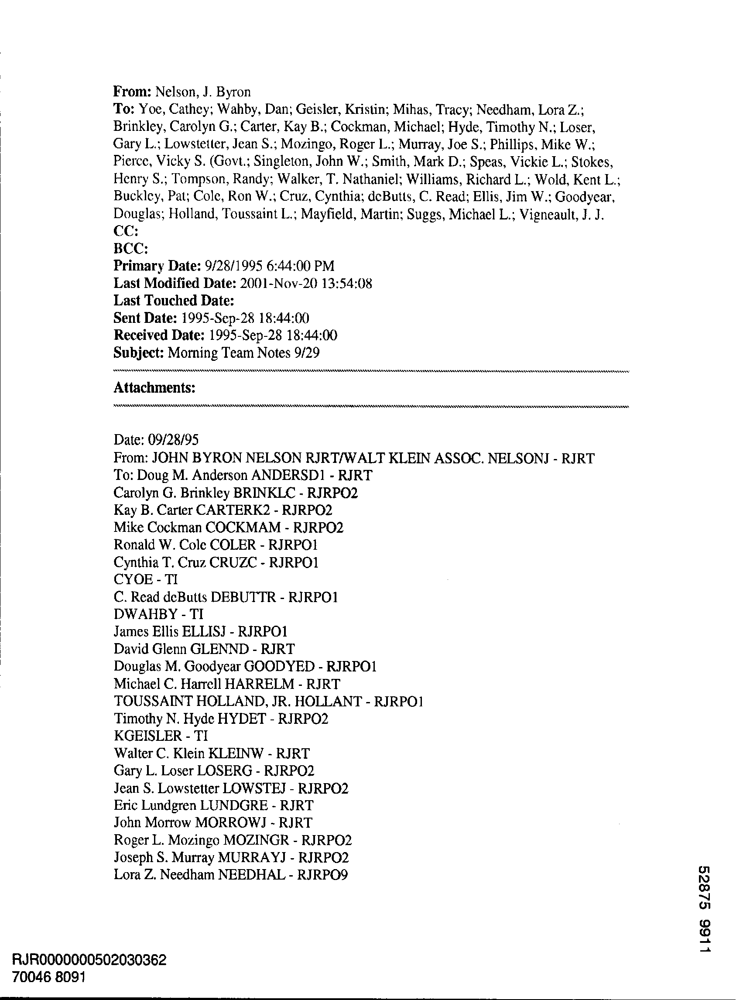 From: Nelson, J. Byron
To: Yoe, Cathey; Wahby, Dan; Geisler, Kristin; Mihas, Tracy; Needham, Lora Z.;
Brinkley, Carolyn G.; Carter, Kay B.; Cockman, Michael; Hyde, Timothy N.; Loser,
Gary L.; Lowstetter, Jean S.; Mozingo, Roger L.; Murray, Joe S.; Phillips, Mike W.;
Pierce, Vicky S. (Govt.; Singleton, John W.; Smith, Mark D.; Speas, Vickie L.; Stokes,
Henry S.; Tompson, Randy; Walker, T. Nathaniel; Williams, Richard L.; Wold, Kent L.;
Buckley, Pat; Cole, Ron W.; Cruz, Cynthia; deButts, C. Read; Ellis, Jim W.; Goodyear,
Douglas; Holland, Toussaint L.; Mayfield, Martin; Suggs, Michael L.; Vigneault, J. J.
CC:
BCC:
Primary Date: 9/28/1995 6:44:00 PM
Last Modified Date: 2001-Nov-20 13:54:08
Last Touched Date:
Sent Date: 1995-Sep-28 18:44:00
Received Date: 1995-Sep-28 18:44:00
Subject: Morning Team Notes 9/29
Attachments:
Date: 09/28/95
From: JOHN BYRON NELSON RJRT/WALT KLEIN ASSOC. NELSONJ - RJRT
To: Doug M. Anderson ANDERSD1 - RJRT
Carolyn G. Brinkley BRINKLC - RJRPO2
Kay B. Carter CARTERK2 - RJRPO2
Mike Cockman COCKMAM - RJRPO2
Ronald W. Cole COLER - RJRPO1
Cynthia T. Cruz CRUZC - RJRPO1
CYOE - TI
C. Read deButts DEBUTTR - RJRPO1
DWAHBY - TI
James Ellis ELLISJ - RJRPO1
David Glenn GLENND - RJRT
Douglas M. Goodyear GOODYED - RJRPO1
Michael C. Harrell HARRELM - RJRT
TOUSSAINT HOLLAND, JR. HOLLANT - RJRPO1
Timothy N. Hyde HYDET - RJRPO2
KGEISLER - TI
Walter C. Klein KLEINW - RJRT
Gary L. Loser LOSERG - RJRPO2
Jean S. Lowstetter LOWSTEJ - RJRPO2
Eric Lundgren LUNDGRE - RJRT
John Morrow MORROWJ - RJRT
Roger L. Mozingo MOZINGR - RJRPO2
Joseph S. Murray MURRAYJ - RJRPO2
Lora Z. Needham NEEDHAL - RJRPO9
52875 9911
RJR0000000502030362
70046 8091